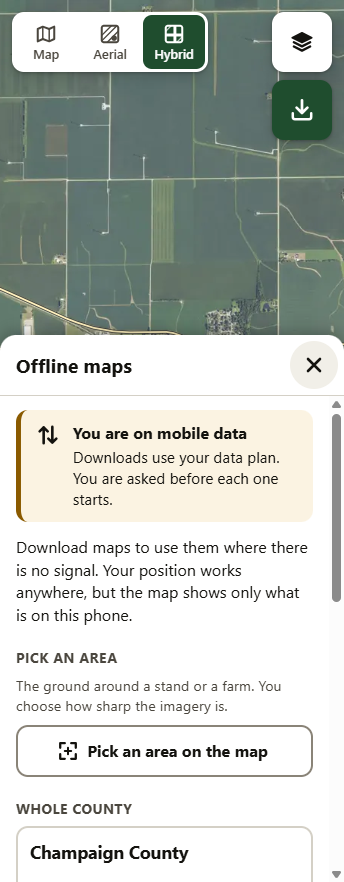 Map
Aerial
Hybrid
Offline maps
You are on mobile data
Downloads use your data plan.
You are asked before each one
starts.
Download maps to use them where there
is no signal. Your position works
anywhere, but the map shows only what
is on this phone.
PICK AN AREA
The ground around a stand or a farm. You
choose how sharp the imagery is.
Pick an area on the map
WHOLE COUNTY
Champaign County